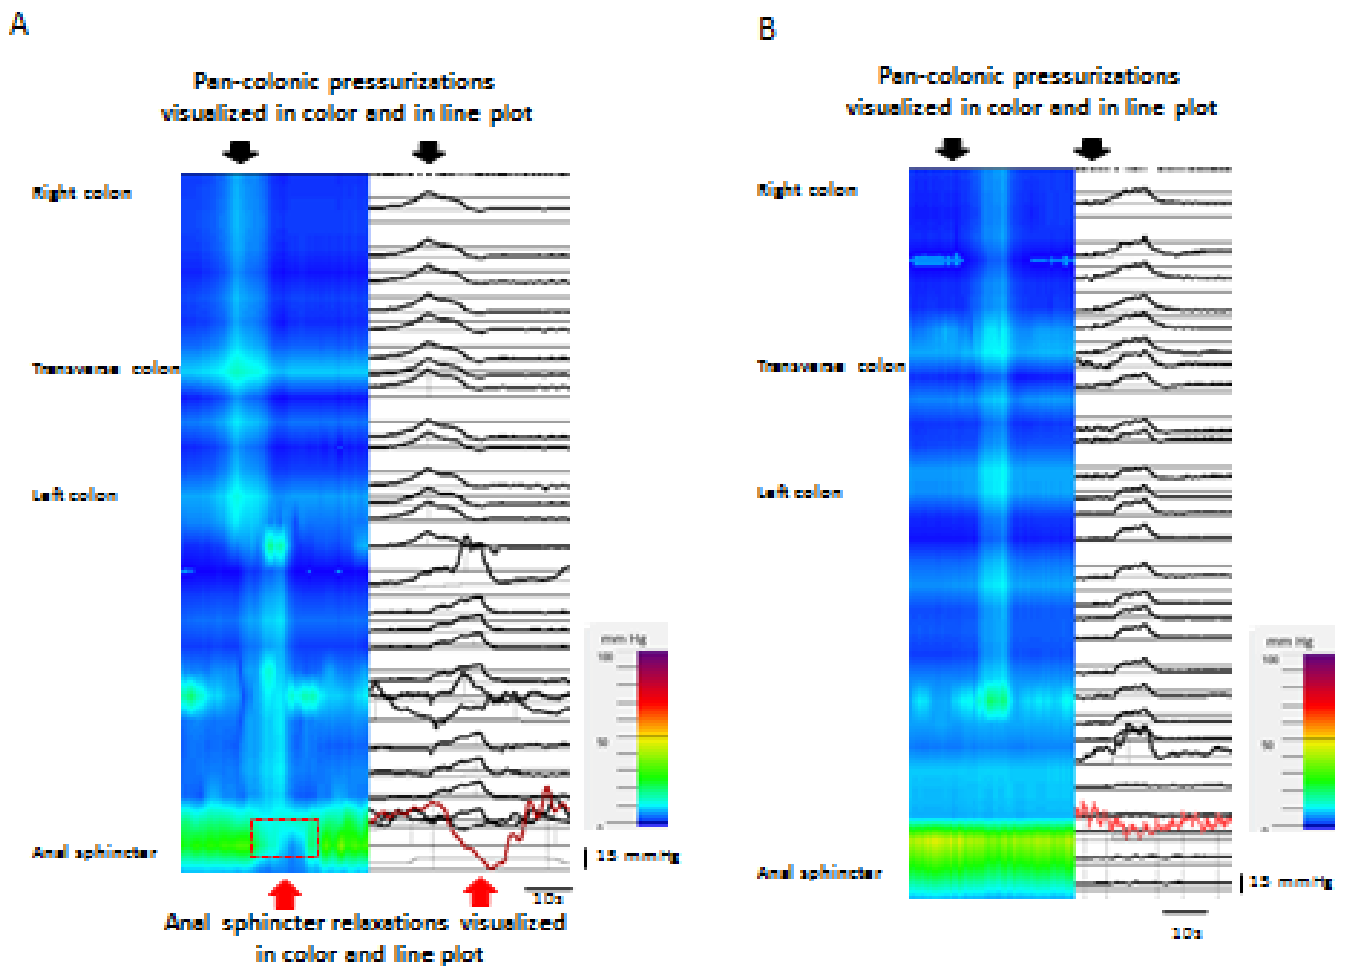 A
Pan-colonic pressurizations
visualized in color and in line plot
Right colon
Transverse colon
Left colon
Anal sphincter
mm Hg
100
50
0
15 mmHg
10s
Anal sphincter relaxations visualized
in color and line plot
B
Pan-colonic pressurizations
visualized in color and in line plot
Right colon
Transverse colon
Left colon
Anal sphincter
mm Hg
100
50
0
15 mmHg
10s